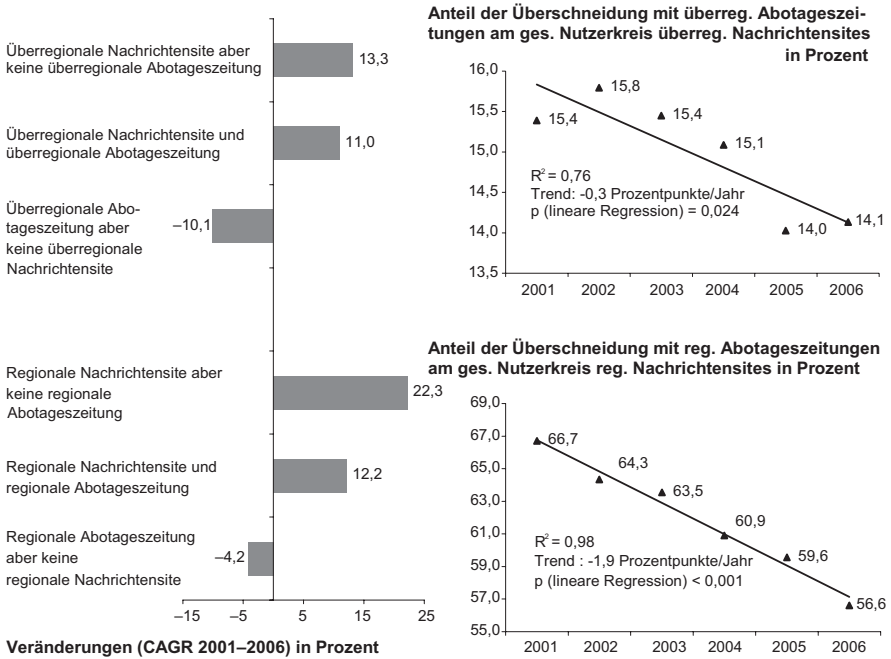 Überregionale Nachrichtensite aber
keine überregionale Abotageszeitung
13,3
Überregionale Nachrichtensite und
überregionale Abotageszeitung
11,0
Überregionale Abo-
tageszeitung aber
keine überregionale
Nachrichtensite
–10,1
Regionale Nachrichtensite aber
keine regionale
Abotageszeitung
22,3
Regionale Nachrichtensite und
regionale Abotageszeitung
12,2
Regionale Abotageszeitung
aber keine
regionale Nachrichtensite
–4,2
–15 –5 5 15 25
Veränderungen (CAGR 2001–2006) in Prozent
Anteil der Überschneidung mit überreg. Abotageszei-
tungen am ges. Nutzerkreis überreg. Nachrichtensites
in Prozent
16,0
15,5
15,0
14,5
14,0
13,5
15,4
15,8
15,4
15,1
14,0
14,1
R² = 0,76
Trend: -0,3 Prozentpunkte/Jahr
p (lineare Regression) = 0,024
2001 2002 2003 2004 2005 2006
Anteil der Überschneidung mit reg. Abotageszeitungen
am ges. Nutzerkreis reg. Nachrichtensites in Prozent
69,0
67,0
65,0
63,0
61,0
59,0
57,0
55,0
66,7
64,3
63,5
60,9
59,6
56,6
R² = 0,98
Trend : -1,9 Prozentpunkte/Jahr
p (lineare Regression) < 0,001
2001 2002 2003 2004 2005 2006